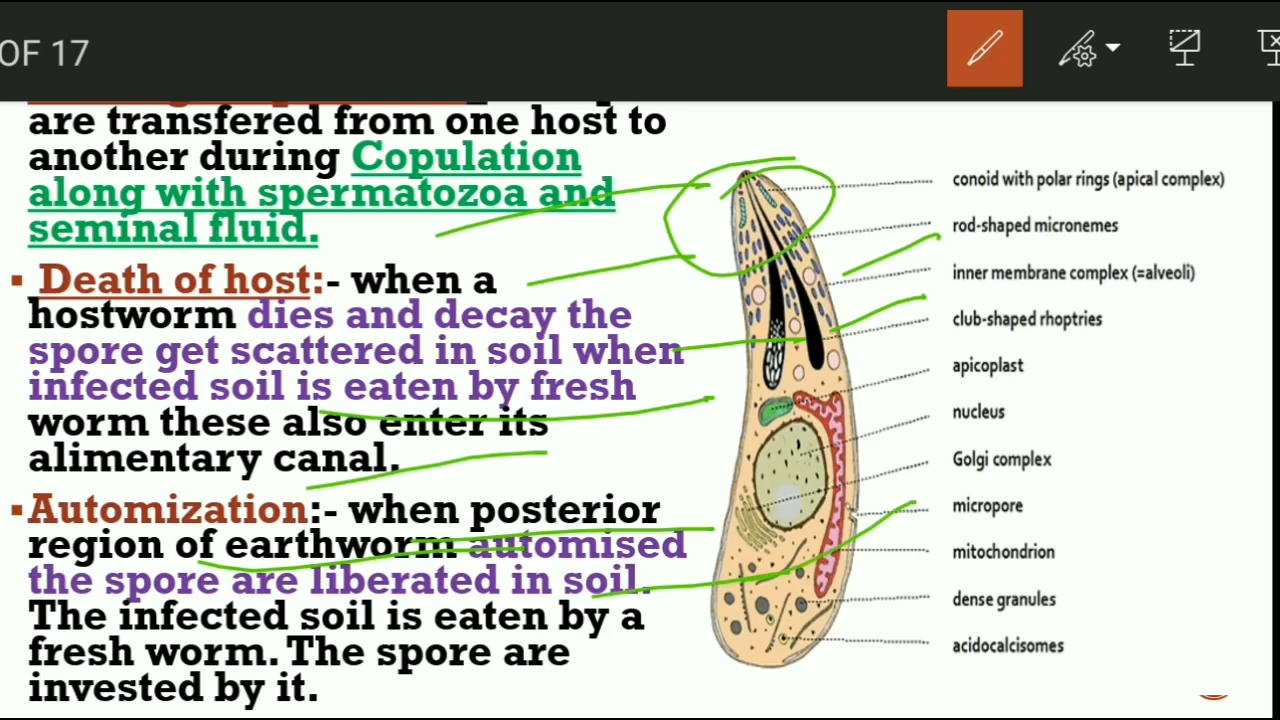 OF 17
are transfered from one host to
another during Copulation
along with spermatozoa and
seminal fluid.
▪ Death of host:- when a
hostworm dies and decay the
spore get scattered in soil when
infected soil is eaten by fresh
worm these also enter its
alimentary canal.
▪Automization:- when posterior
region of earthworm automised
the spore are liberated in soil.
The infected soil is eaten by a
fresh worm. The spore are
invested by it.
conoid with polar rings (apical complex)
rod-shaped micronemes
inner membrane complex (=alveoli)
club-shaped rhoptries
apicoplast
nucleus
Golgi complex
micropore
mitochondrion
dense granules
acidocalcisomes